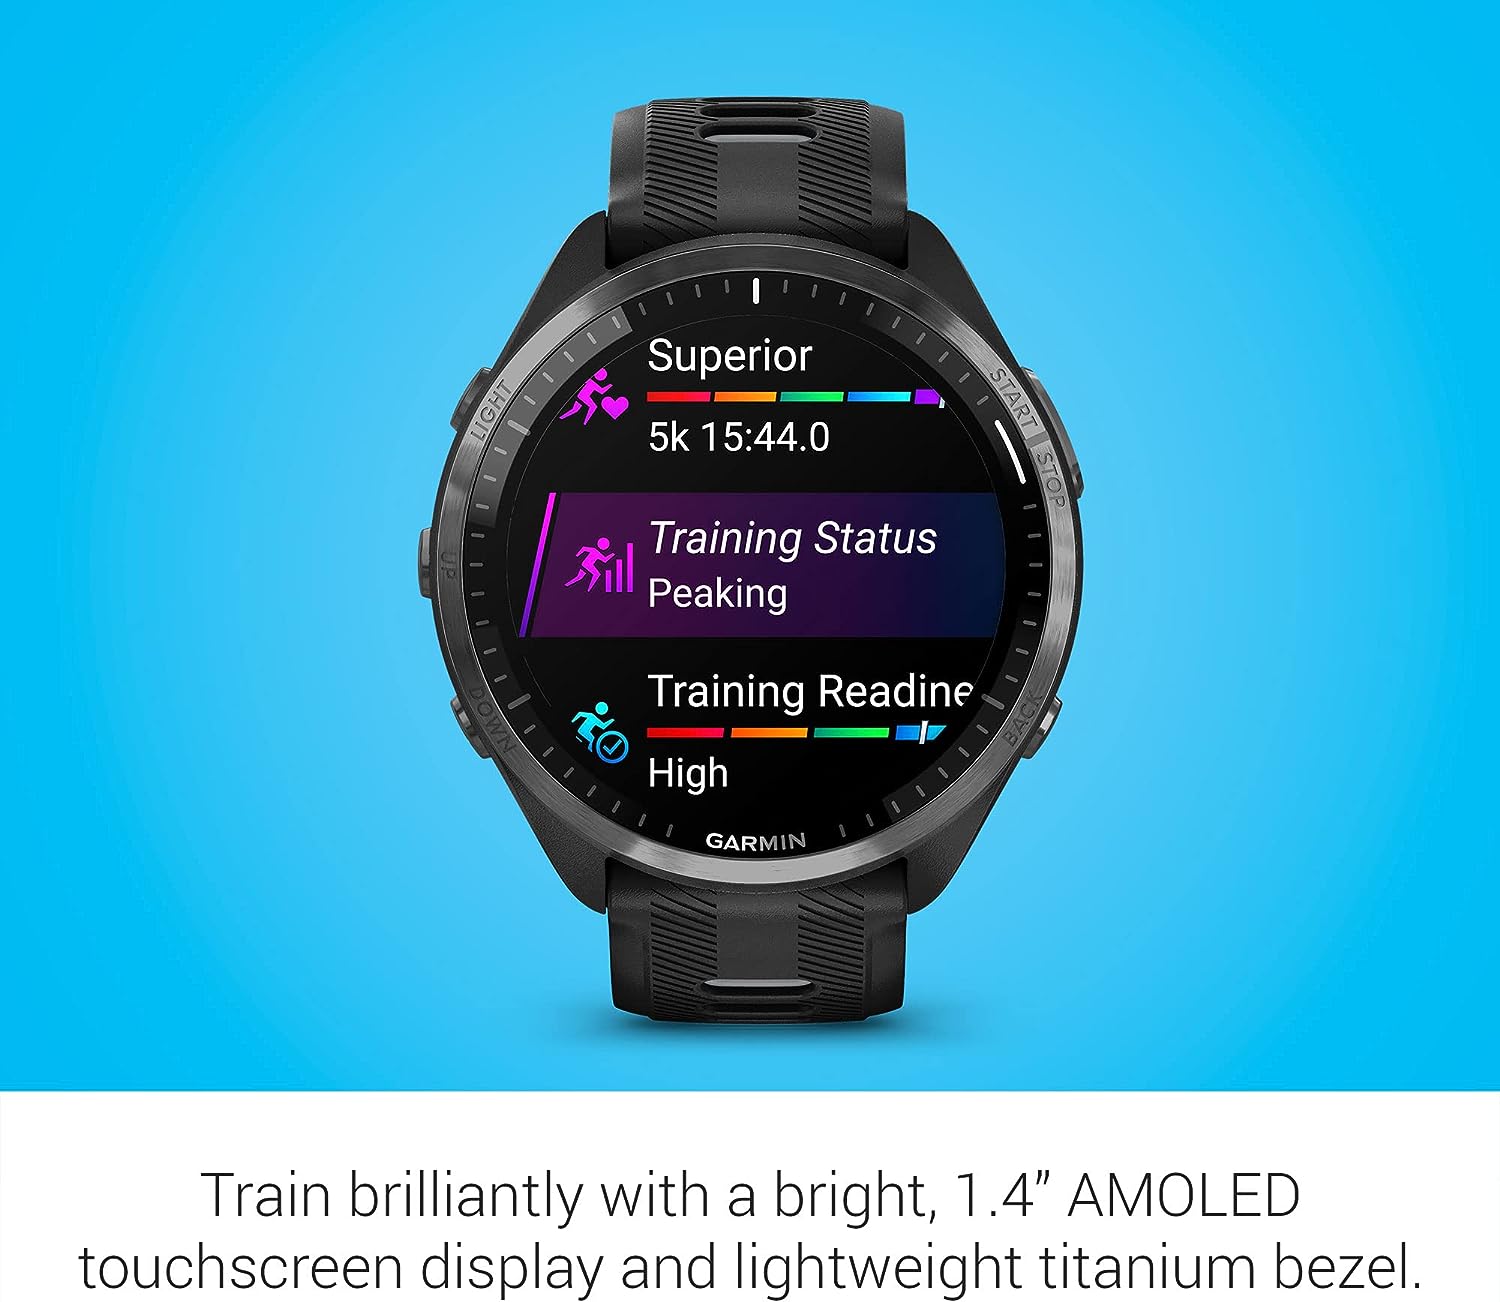 Superior
5k 15:44.0
Training Status
Peaking
Training Readine
High
GARMIN
LIGHT
UP
DOWN
START
STOP
BACK
Train brilliantly with a bright, 1.4” AMOLED
touchscreen display and lightweight titanium bezel.